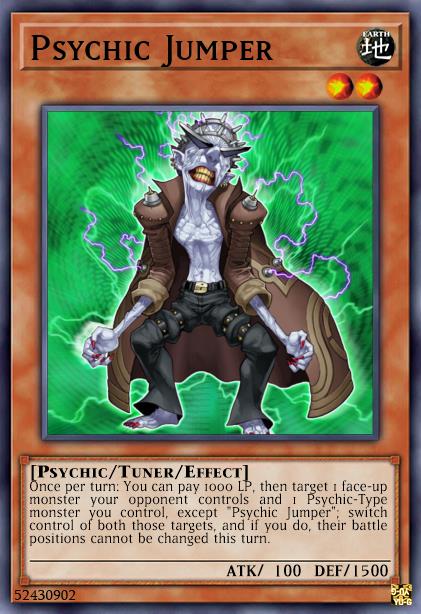 PSYCHIC JUMPER
EARTH
地
[PSYCHIC/TUNER/EFFECT]
Once per turn: You can pay 1000 LP, then target 1 face-up
monster your opponent controls and 1 Psychic-Type
monster you control, except "Psychic Jumper"; switch
control of both those targets, and if you do, their battle
positions cannot be changed this turn.
ATK/ 100 DEF/1500
52430902